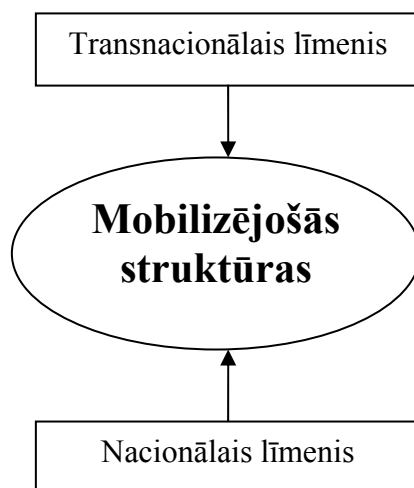 Transnacionālais līmenis
Mobilizējošās
struktūras
Nacionālais līmenis